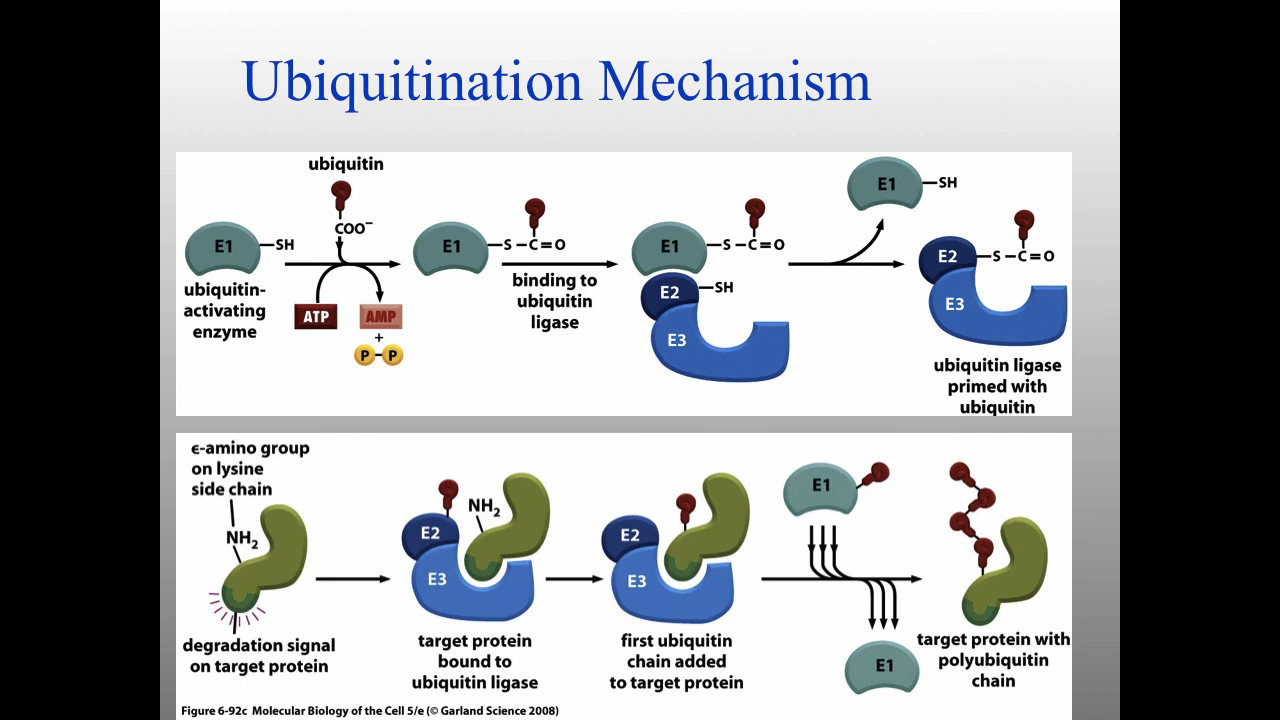 Ubiquitination Mechanism
ubiquitin
COO⁻
E1
SH
ubiquitin-
activating
enzyme
ATP
AMP
+
P-P
E1
S-C=O
binding to
ubiquitin
ligase
E1
S-C=O
E2
SH
E3
E1
SH
E2
S-C=O
E3
ubiquitin ligase
primed with
ubiquitin
ϵ-amino group
on lysine
side chain
NH₂
degradation signal
on target protein
NH₂
E2
E3
target protein
bound to
ubiquitin ligase
E2
E3
first ubiquitin
chain added
to target protein
E1
E1
target protein with
polyubiquitin
chain
Figure 6-92c Molecular Biology of the Cell 5/e (© Garland Science 2008)